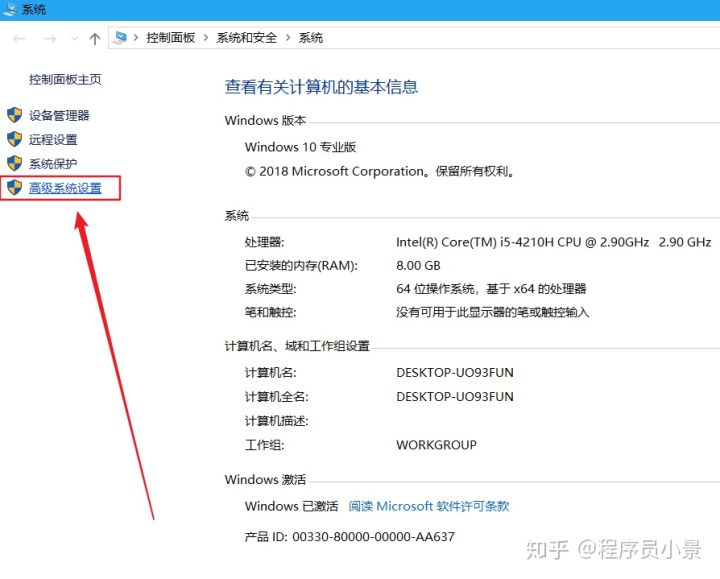 系统
控制面板 > 系统和安全 > 系统
控制面板主页
设备管理器
远程设置
系统保护
高级系统设置
查看有关计算机的基本信息
Windows 版本
Windows 10 专业版
© 2018 Microsoft Corporation。保留所有权利。
系统
处理器: Intel(R) Core(TM) i5-4210H CPU @ 2.90GHz 2.90 GHz
已安装的内存(RAM): 8.00 GB
系统类型: 64 位操作系统，基于 x64 的处理器
笔和触控: 没有可用于此显示器的笔或触控输入
计算机名、域和工作组设置
计算机名: DESKTOP-UO93FUN
计算机全名: DESKTOP-UO93FUN
计算机描述:
工作组: WORKGROUP
Windows 激活
Windows 已激活 阅读 Microsoft 软件许可条款
产品 ID: 00330-80000-00000-AA637
知乎 @程序员小景